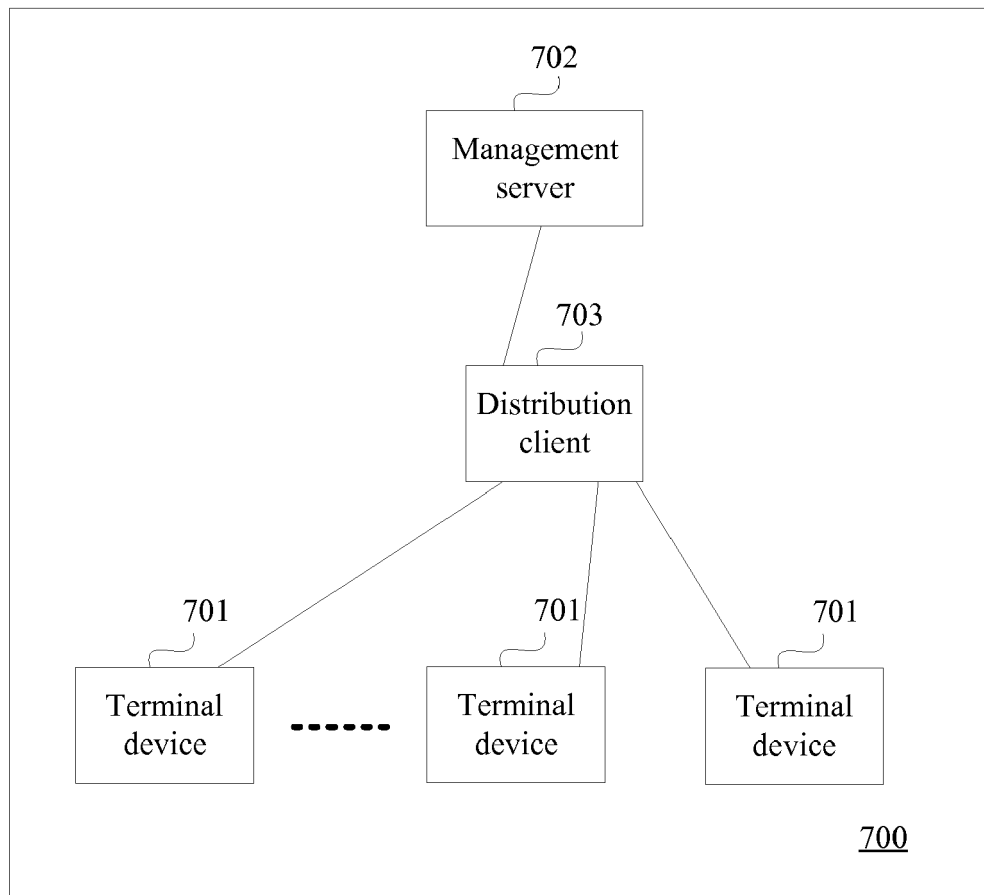 702
Management
server
703
Distribution
client
701
701
701
Terminal
device
Terminal
device
Terminal
device
700